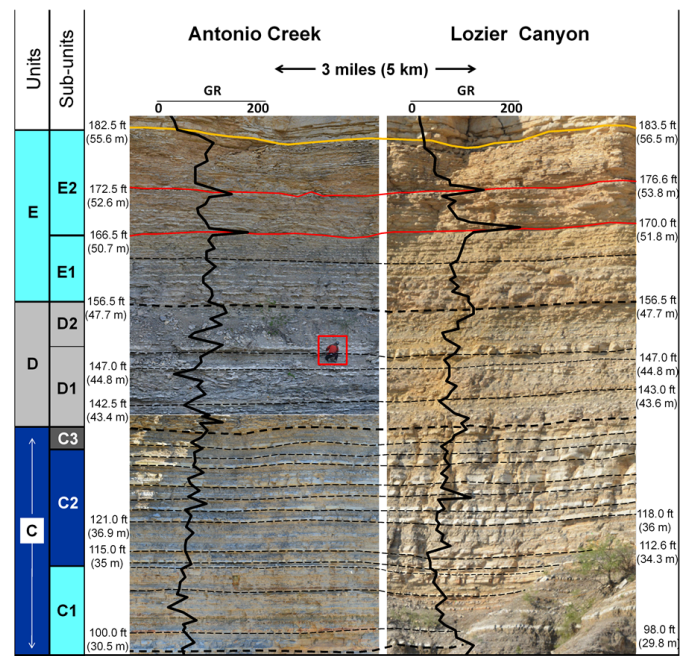 Units
Sub-units
Antonio Creek
Lozier Canyon
3 miles (5 km)
GR
0
200
GR
0
200
E
E2
E1
D
D2
D1
C
C3
C2
C1
182.5 ft
(55.6 m)
172.5 ft
(52.6 m)
166.5 ft
(50.7 m)
156.5 ft
(47.7 m)
147.0 ft
(44.8 m)
142.5 ft
(43.4 m)
121.0 ft
(36.9 m)
115.0 ft
(35 m)
100.0 ft
(30.5 m)
183.5 ft
(56.5 m)
176.6 ft
(53.8 m)
170.0 ft
(51.8 m)
156.5 ft
(47.7 m)
147.0 ft
(44.8 m)
143.0 ft
(43.6 m)
118.0 ft
(36 m)
112.6 ft
(34.3 m)
98.0 ft
(29.8 m)